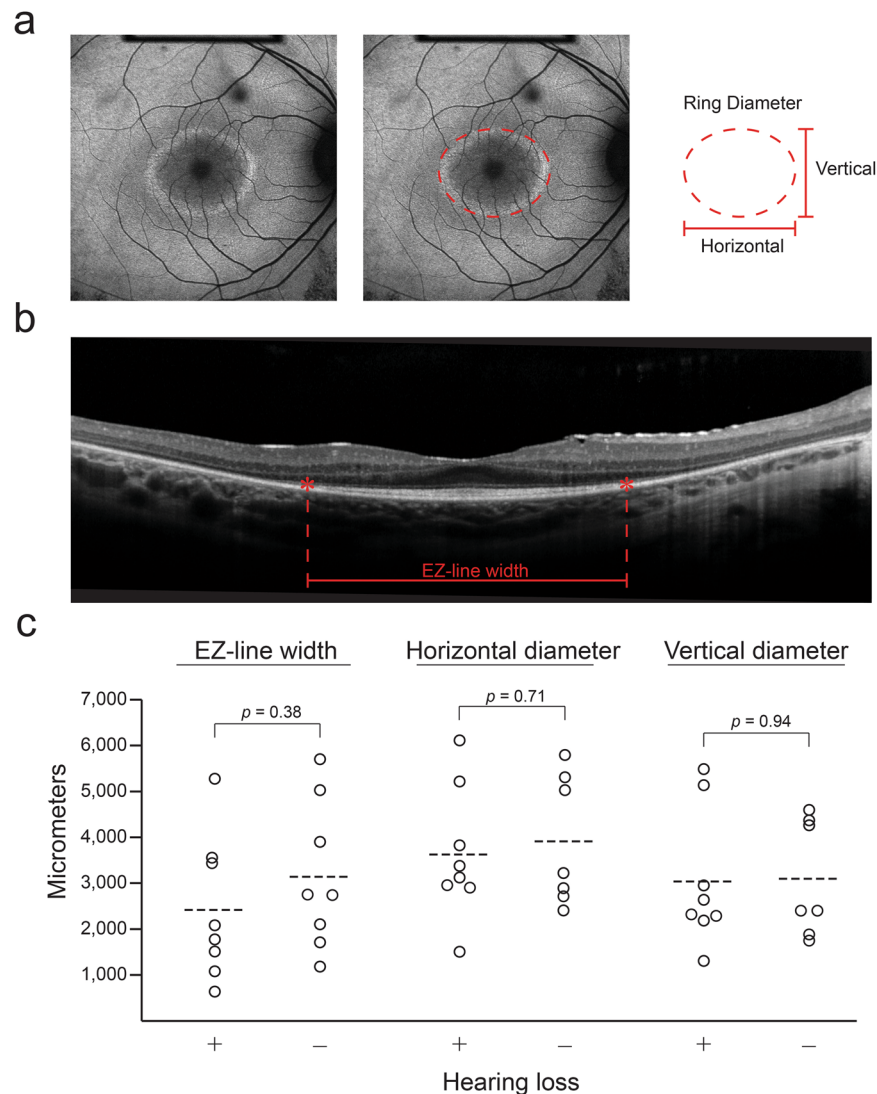 a
Ring Diameter
Vertical
Horizontal
b
* *
EZ-line width
c
EZ-line width Horizontal diameter Vertical diameter
7,000
p = 0.38 p = 0.71 p = 0.94
6,000
5,000
4,000
3,000
2,000
1,000
Micrometers
+ − + − + −
Hearing loss